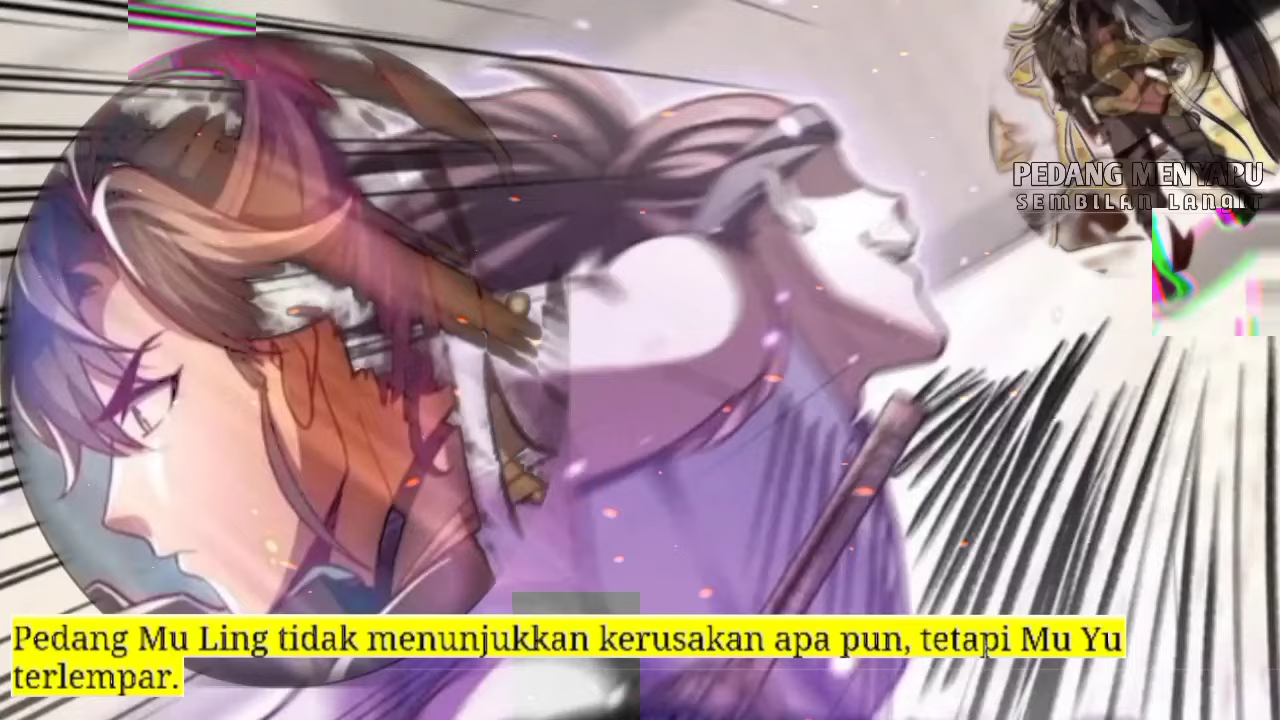 PEDANG MENYAPU
SEMBILAN LANGIT
Pedang Mu Ling tidak menunjukkan kerusakan apa pun, tetapi Mu Yu
terlempar.